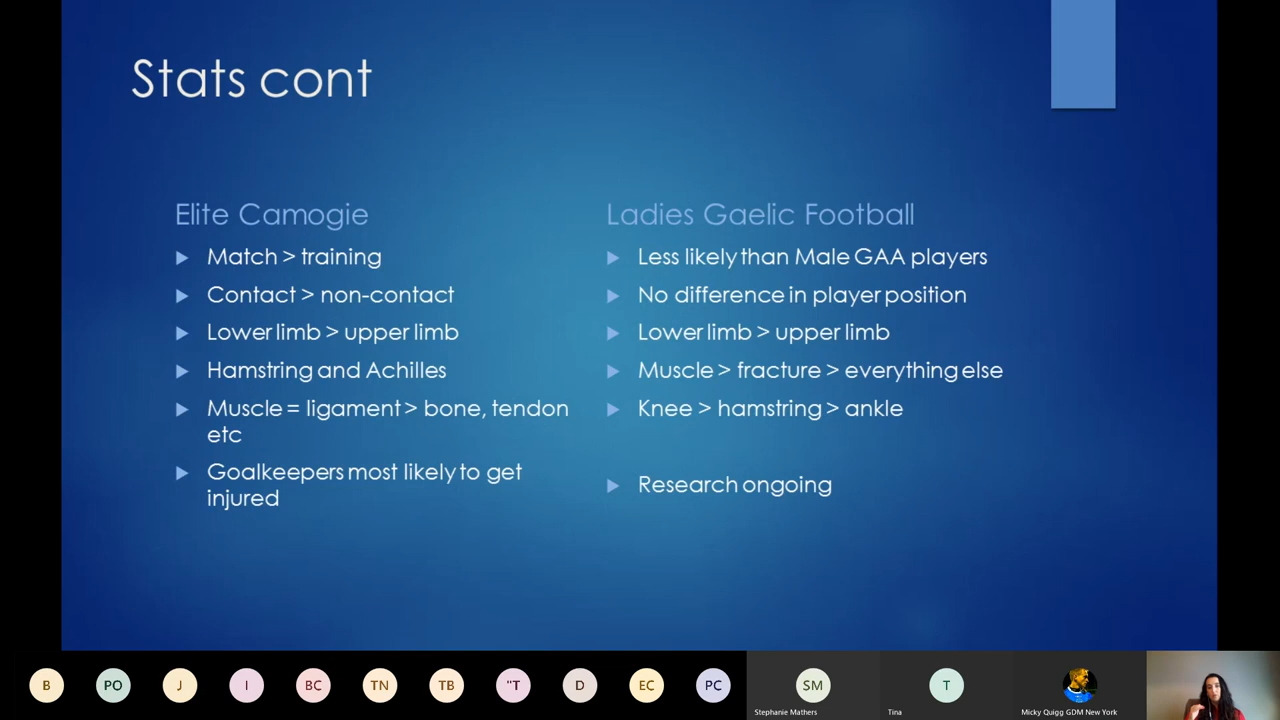 Stats cont
Elite Camogie
Match > training
Contact > non-contact
Lower limb > upper limb
Hamstring and Achilles
Muscle = ligament > bone, tendon
etc
Goalkeepers most likely to get
injured
Ladies Gaelic Football
Less likely than Male GAA players
No difference in player position
Lower limb > upper limb
Muscle > fracture > everything else
Knee > hamstring > ankle
Research ongoing
B
PO
J
I
BC
TN
TB
"T
D
EC
PC
SM
T
Stephanie Mathers
Tina
Micky Quigg GDM New York